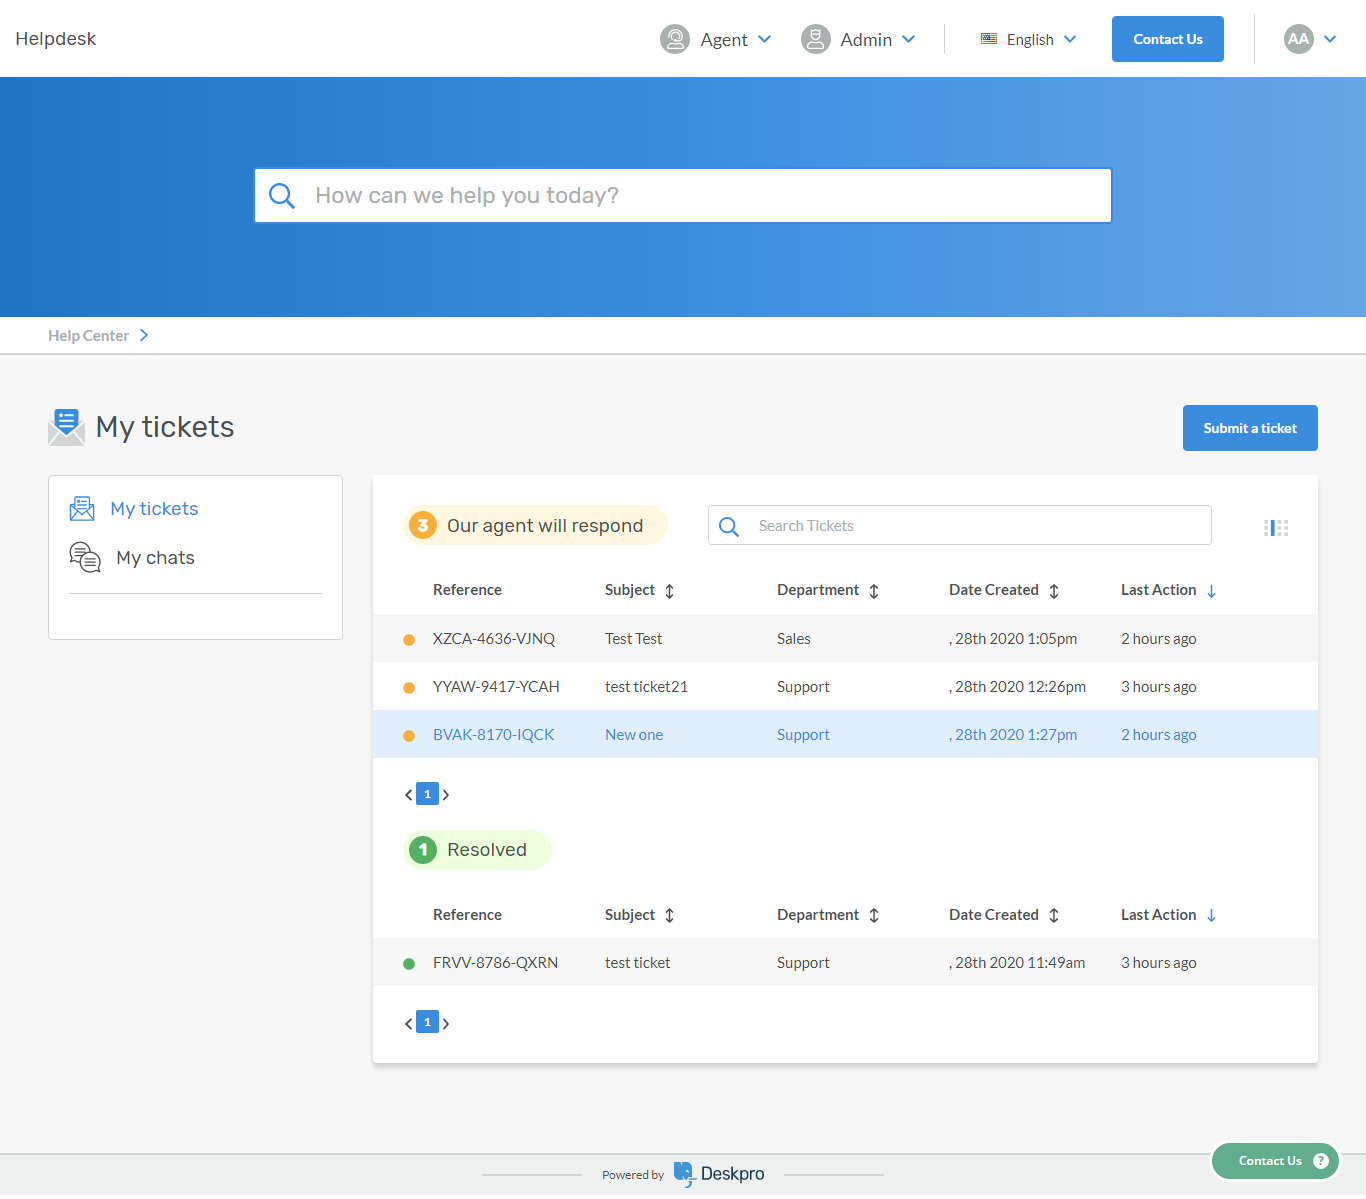 Helpdesk
Agent
Admin
English
Contact Us
AA
How can we help you today?
Help Center
My tickets
Submit a ticket
My tickets
My chats
3 Our agent will respond
Search Tickets
Reference Subject Department Date Created Last Action
XZCA-4636-VJNQ Test Test Sales , 28th 2020 1:05pm 2 hours ago
YYAW-9417-YCAH test ticket21 Support , 28th 2020 12:26pm 3 hours ago
BVAK-8170-IQCK New one Support , 28th 2020 1:27pm 2 hours ago
1
1 Resolved
Reference Subject Department Date Created Last Action
FRVV-8786-QXRN test ticket Support , 28th 2020 11:49am 3 hours ago
1
Powered by Deskpro
Contact Us ?